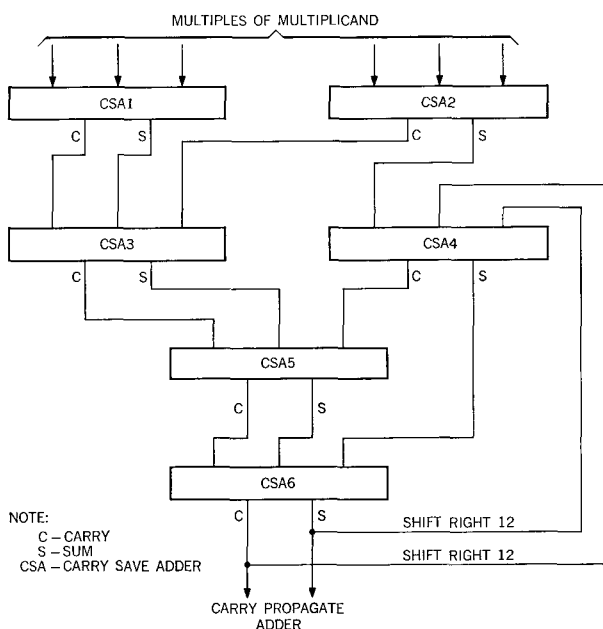 MULTIPLES OF MULTIPLICAND
CSA1
CSA2
C
S
C
S
CSA3
CSA4
C
S
C
S
CSA5
C
S
CSA6
C
S
SHIFT RIGHT 12
SHIFT RIGHT 12
NOTE:
C – CARRY
S – SUM
CSA – CARRY SAVE ADDER
CARRY PROPAGATE
ADDER